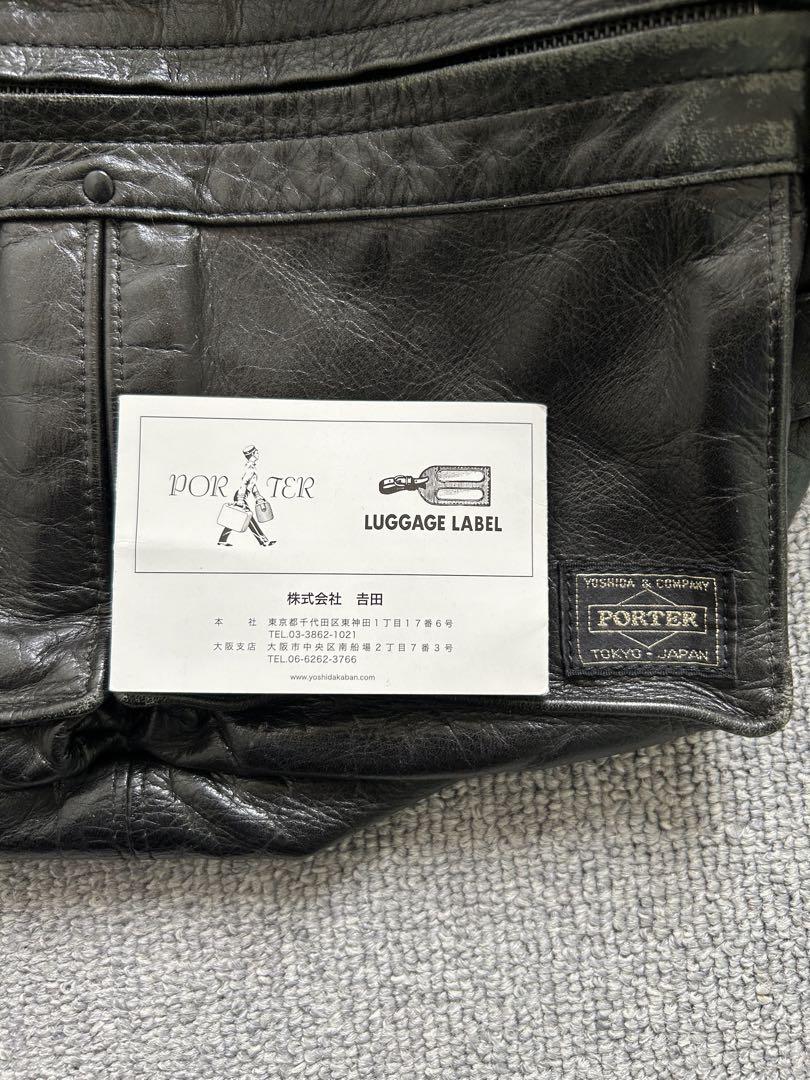 PORTER
LUGGAGE LABEL
株式会社 𠮷田
本 社 東京都千代田区東神田1丁目17番6号
TEL.03-3862-1021
大阪支店 大阪市中央区南船場2丁目7番3号
TEL.06-6262-3766
www.yoshidakaban.com
YOSHIDA & COMPANY
PORTER
TOKYO - JAPAN